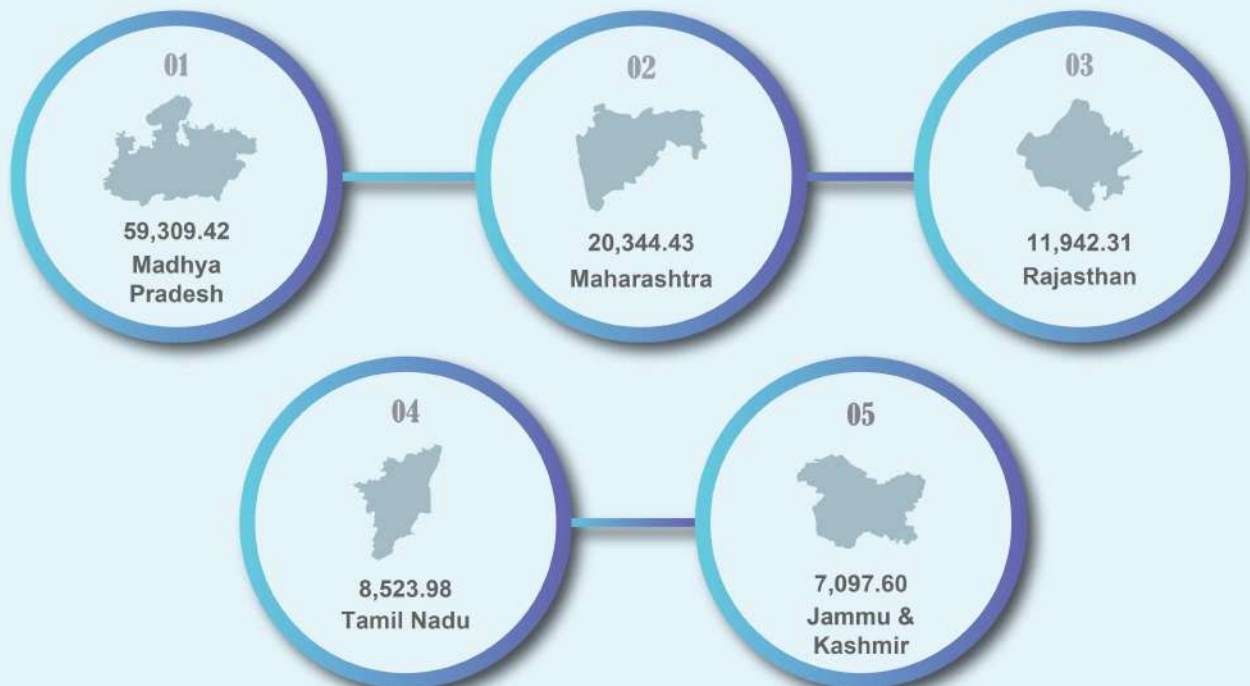 01
59,309.42
Madhya
Pradesh
02
20,344.43
Maharashtra
03
11,942.31
Rajasthan
04
8,523.98
Tamil Nadu
05
7,097.60
Jammu &
Kashmir